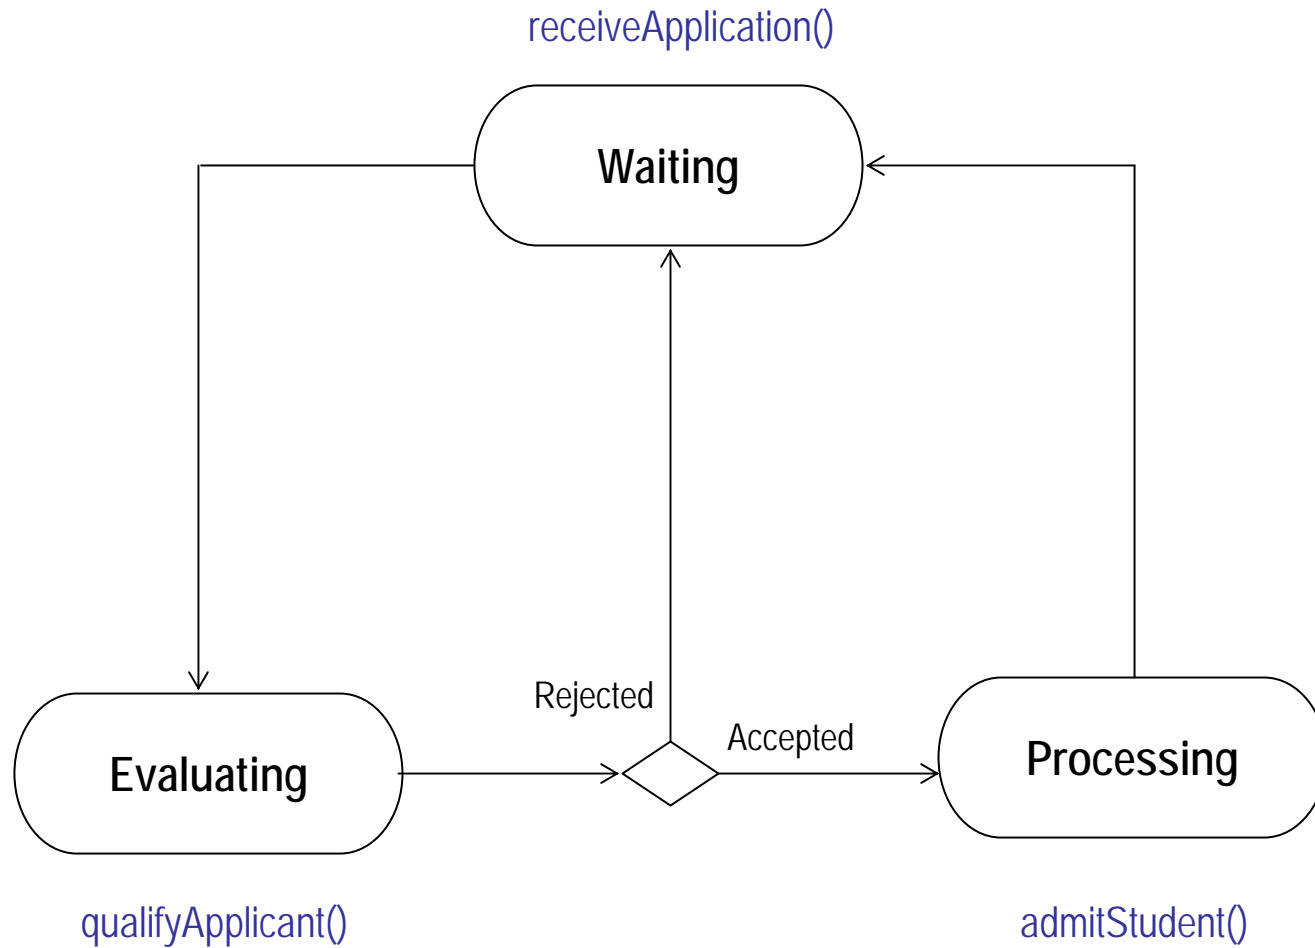 receiveApplication()
Waiting
Rejected
Accepted
Evaluating
Processing
qualifyApplicant()
admitStudent()